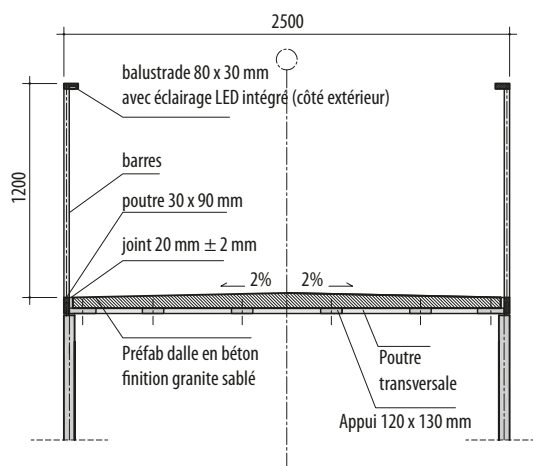 2500
balustrade 80 x 30 mm
avec éclairage LED intégré (côté extérieur)
1200
barres
poutre 30 x 90 mm
joint 20 mm ± 2 mm
2% 2%
Préfab dalle en béton
finition granite sablé
Poutre
transversale
Appui 120 x 130 mm